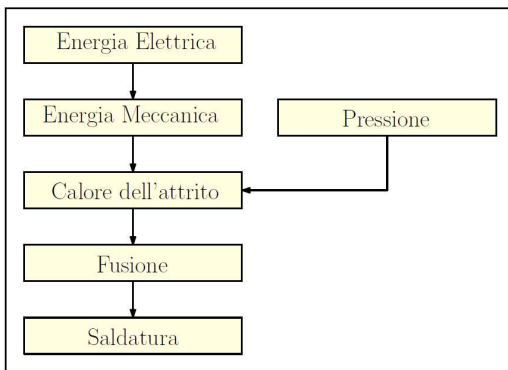 Energia Elettrica
Energia Meccanica
Pressione
Calore dell'attrito
Fusione
Saldatura